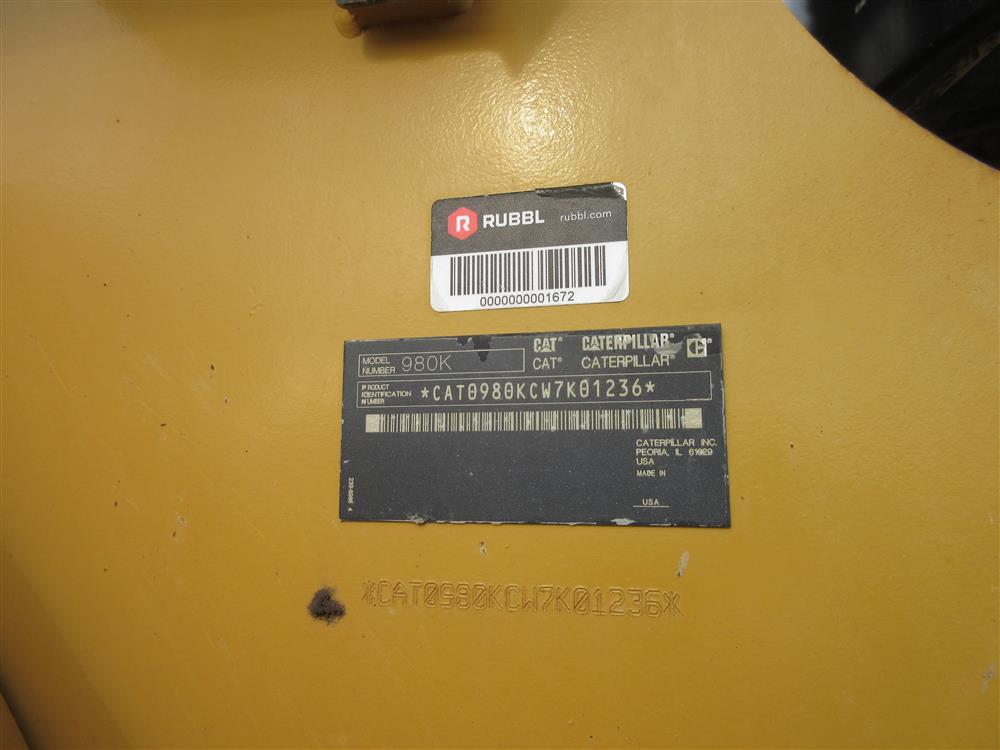 R RUBBL rubbl.com
0000000001672
CAT® CATERPILLAR® C®
MODEL NUMBER 980K CAT® CATERPILLAR®
PRODUCT IDENTIFICATION NUMBER *CAT0980KCW7K01236*
CATERPILLAR INC.
PEORIA, IL 61629
USA
MADE IN
USA
*CAT0980KCW7K01236*